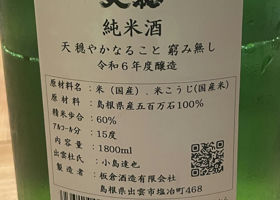 天穏
純米酒
天 穏やかなること 窮み無し
令和6年度醸造
原材料名：米（国産）、米こうじ（国産米）
原材料：島根県産五百万石100％
精米歩合：60％
アルコール分：15度
内容量：1800ml
出雲杜氏：小島達也
製造者：板倉酒造有限会社
島根県出雲市塩冶町468